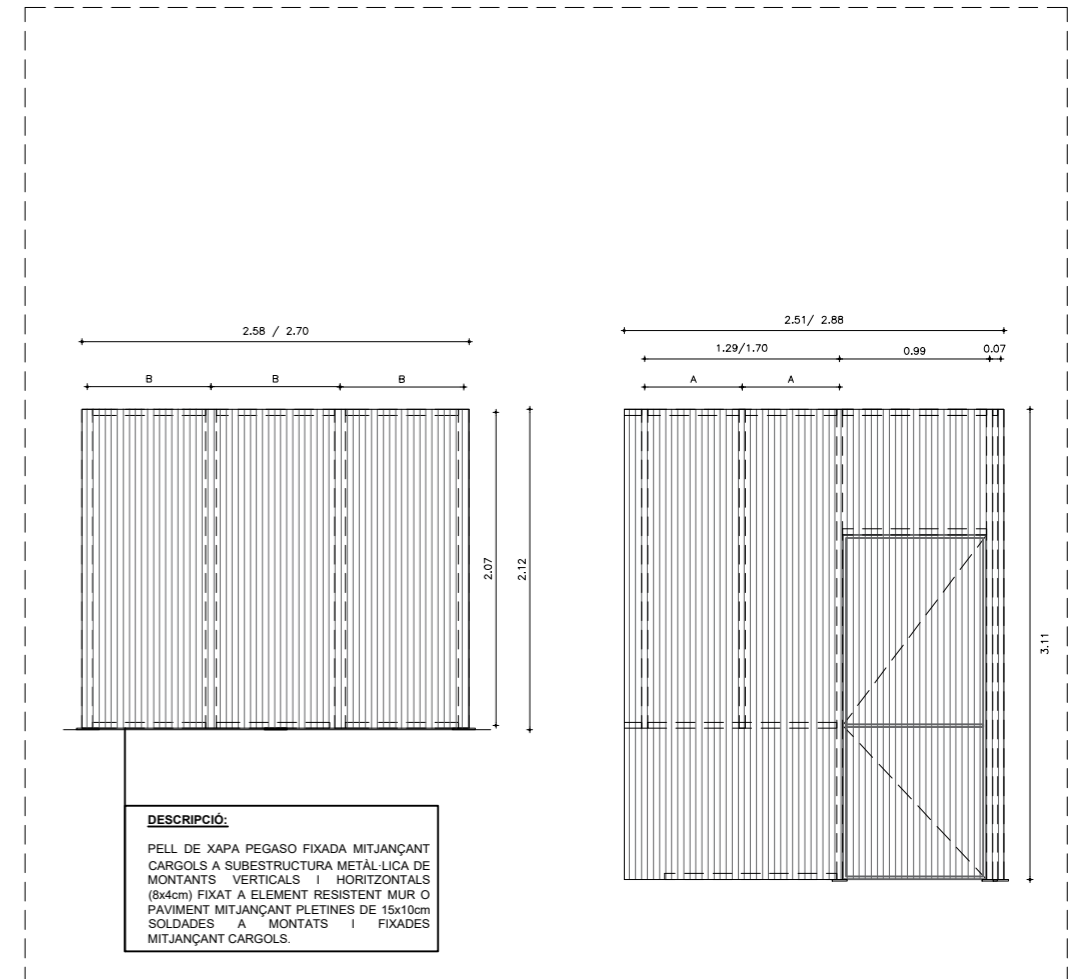 2.58 / 2.70
B B B
2.07
2.12
2.51/ 2.88
1.29/1.70 0.99 0.07
A A
3.11
DESCRIPCIÓ:
PELL DE XAPA PEGASO FIXADA MITJANÇANT
CARGOLS A SUBESTRUCTURA METÀL·LICA DE
MONTANTS VERTICALS I HORITZONTALS
(8x4cm) FIXAT A ELEMENT RESISTENT MUR O
PAVIMENT MITJANÇANT PLETINES DE 15x10cm
SOLDADES A MONTATS I FIXADES
MITJANÇANT CARGOLS.